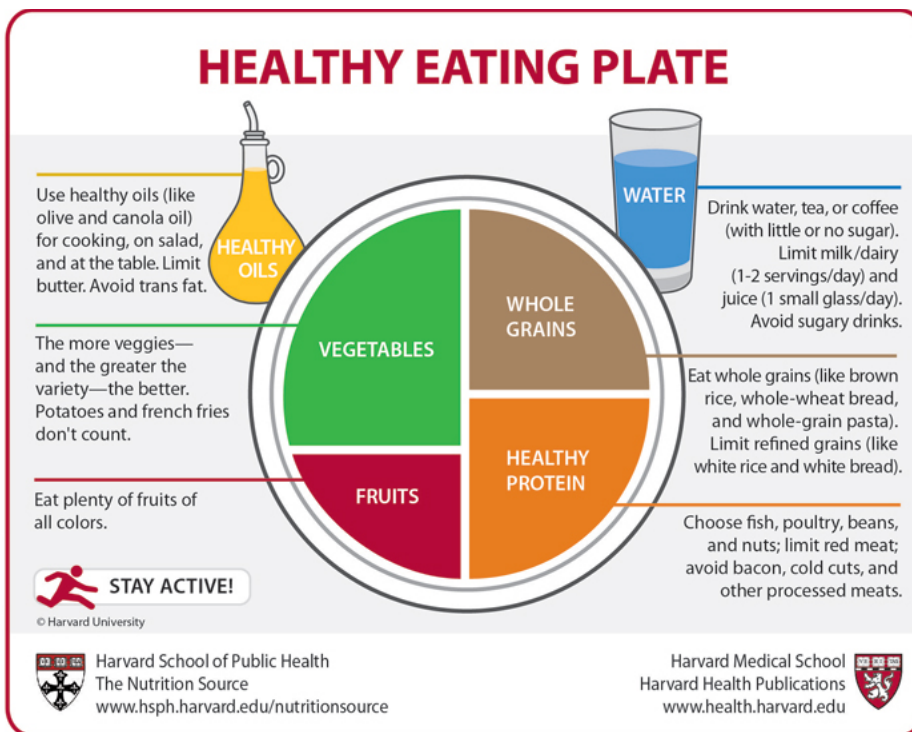 HEALTHY EATING PLATE
Use healthy oils (like
olive and canola oil)
for cooking, on salad,
and at the table. Limit
butter. Avoid trans fat.
HEALTHY
OILS
The more veggies—
and the greater the
variety—the better.
Potatoes and french fries
don't count.
Eat plenty of fruits of
all colors.
STAY ACTIVE!
© Harvard University
VEGETABLES
FRUITS
WHOLE
GRAINS
HEALTHY
PROTEIN
WATER
Drink water, tea, or coffee
(with little or no sugar).
Limit milk/dairy
(1-2 servings/day) and
juice (1 small glass/day).
Avoid sugary drinks.
Eat whole grains (like brown
rice, whole-wheat bread,
and whole-grain pasta).
Limit refined grains (like
white rice and white bread).
Choose fish, poultry, beans,
and nuts; limit red meat;
avoid bacon, cold cuts, and
other processed meats.
Harvard School of Public Health
The Nutrition Source
www.hsph.harvard.edu/nutritionsource
Harvard Medical School
Harvard Health Publications
www.health.harvard.edu